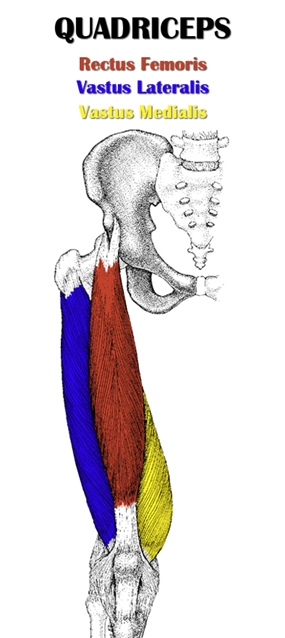 QUADRICEPS
Rectus Femoris
Vastus Lateralis
Vastus Medialis